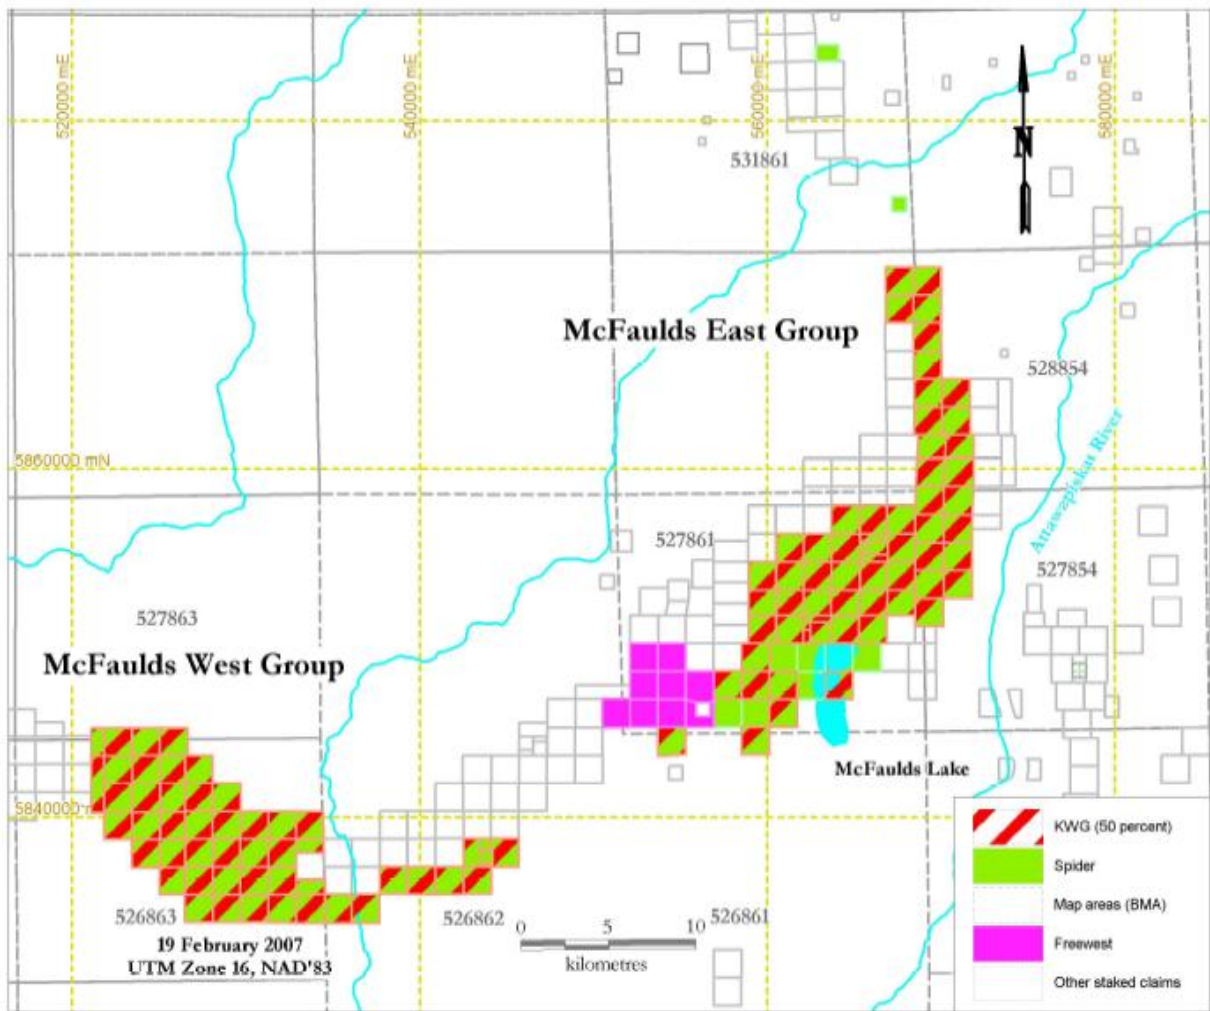 520000 mE
540000 mE
560000 mE
580000 mE
N
531861
McFaulds East Group
528854
5860000 mN
Attawapiskat River
527861
527854
527863
McFaulds West Group
McFaulds Lake
5840000
KWG (50 percent)
Spider
Map areas (BMA)
Freewest
Other staked claims
526863
526862
526861
0 5 10
kilometres
19 February 2007
UTM Zone 16, NAD'83